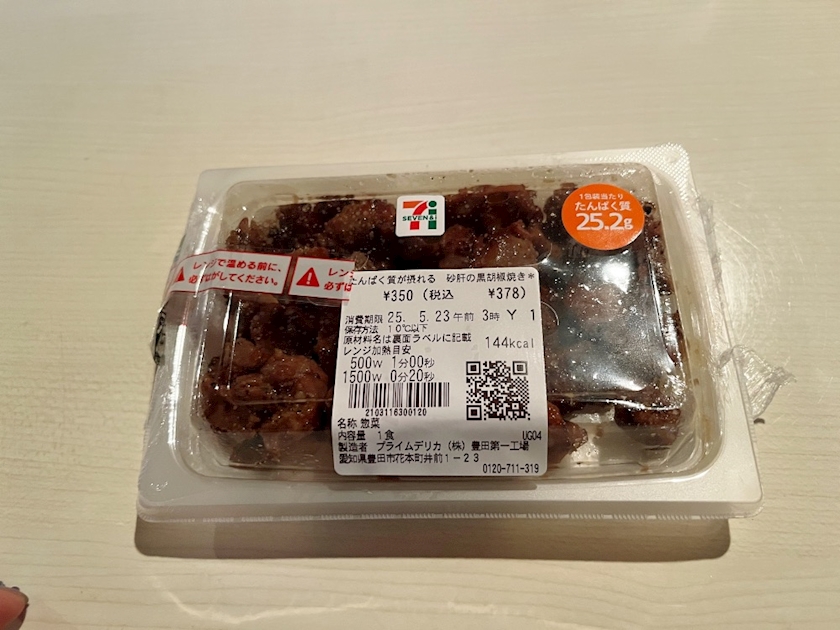 7i
SEVEN&i
1包装当たり
たんぱく質
25.2g
レンジで温める前に、
必ずはがしてください。
レン
必ずは
たんぱく質が摂れる 砂肝の黒胡椒焼き*
¥350(税込 ¥378)
消費期限 25. 5.23午前 3時 Y 1
保存方法 10℃以下
原材料名は裏面ラベルに記載
144kcal
レンジ加熱目安
500W 1分00秒
1500W 0分20秒
2103116300120
名称 惣菜
内容量 1食
UG04
製造者 プライムデリカ(株)豊田第一工場
愛知県豊田市花本町井前1-23
0120-711-319